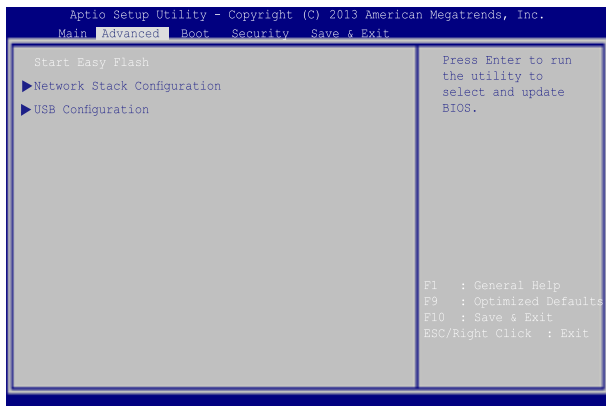 Aptio Setup Utility - Copyright (C) 2013 American Megatrends, Inc.
Main Advanced Boot Security Save & Exit
Start Easy Flash
Network Stack Configuration
USB Configuration
Press Enter to run
the utility to
select and update
BIOS.
F1 : General Help
F9 : Optimized Defaults
F10 : Save & Exit
ESC/Right Click : Exit